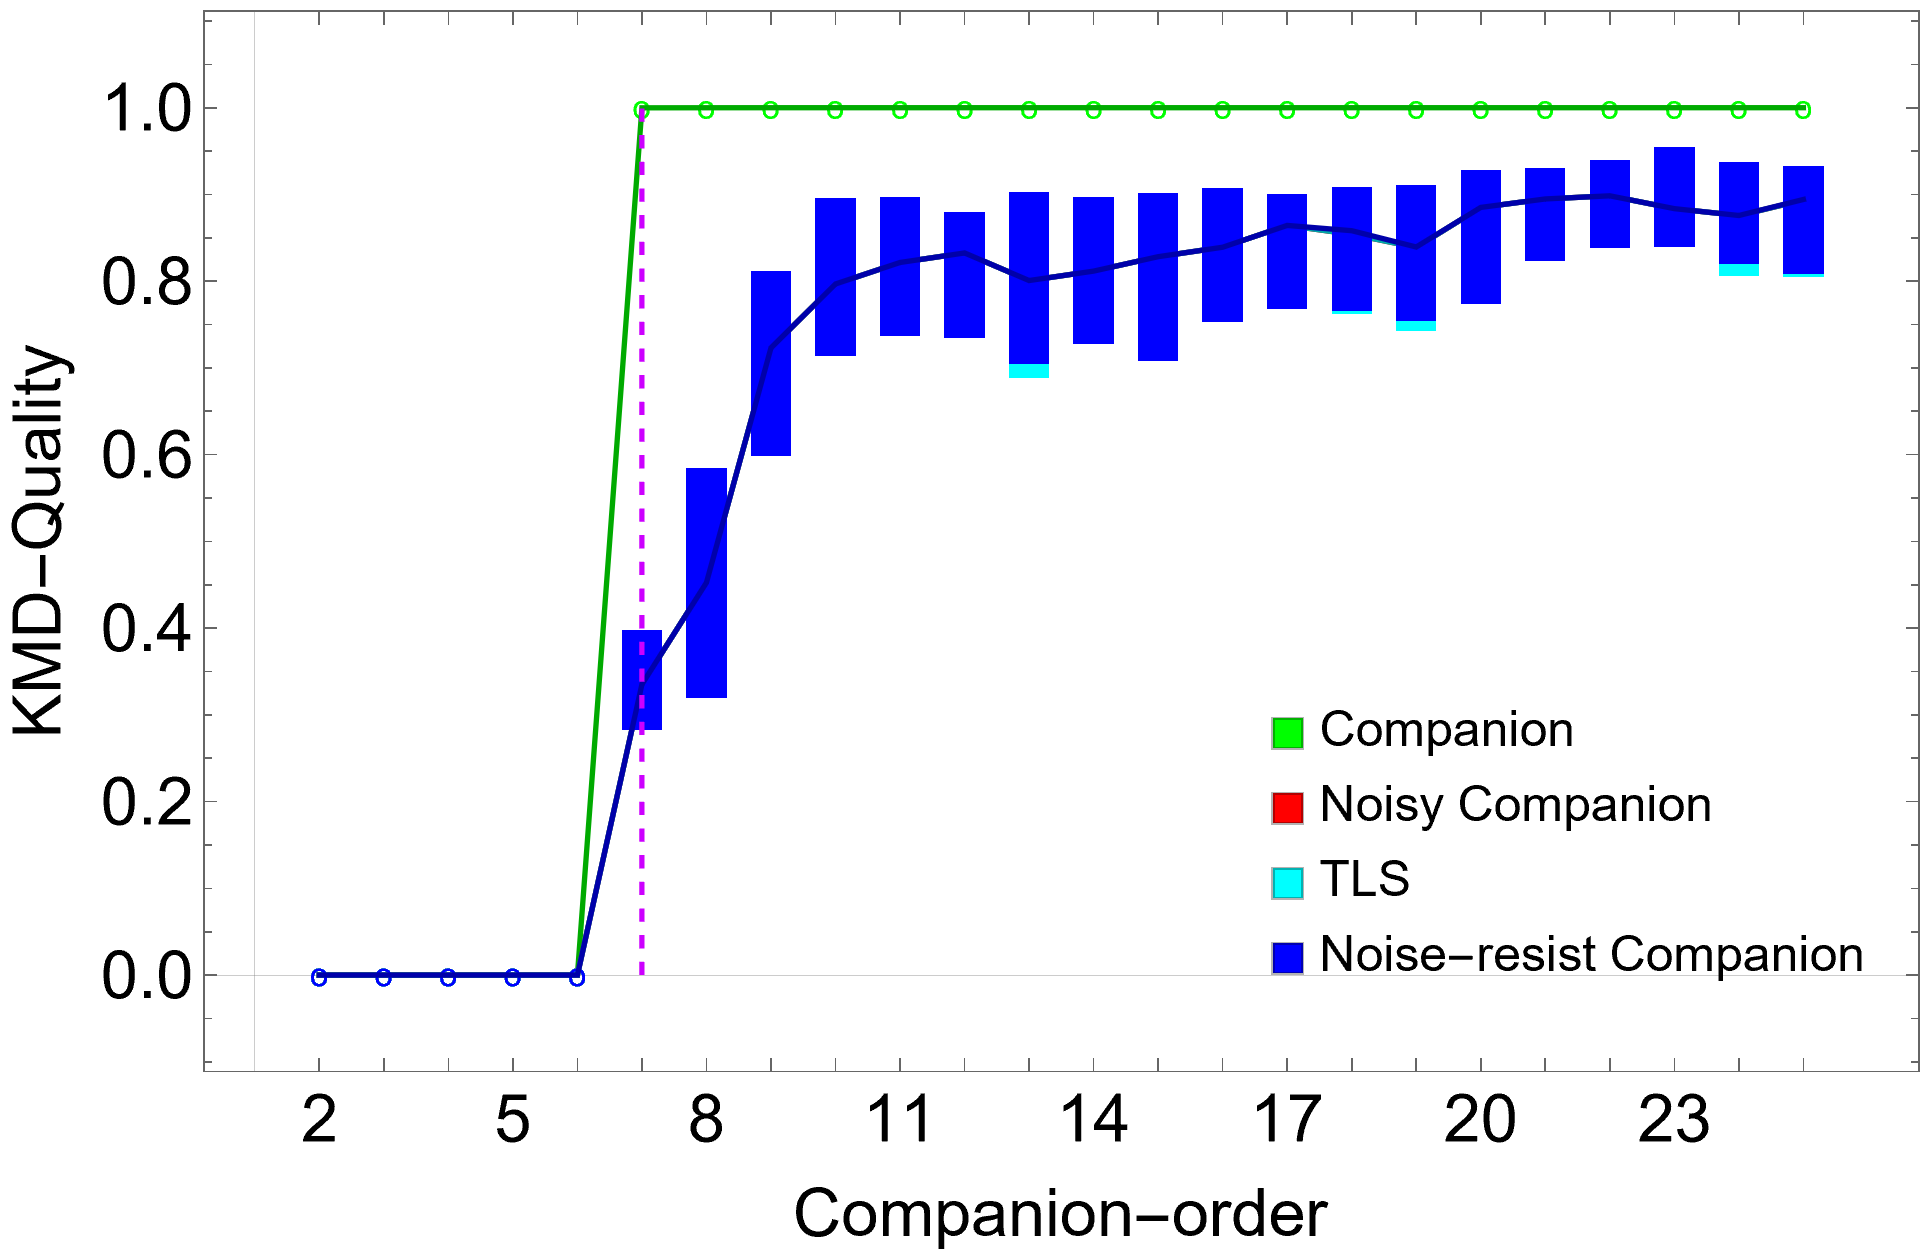 1.0
0.8
0.6
0.4
0.2
0.0
KMD-Quality
Companion
Noisy Companion
TLS
Noise-resist Companion
2 5 8 11 14 17 20 23
Companion-order